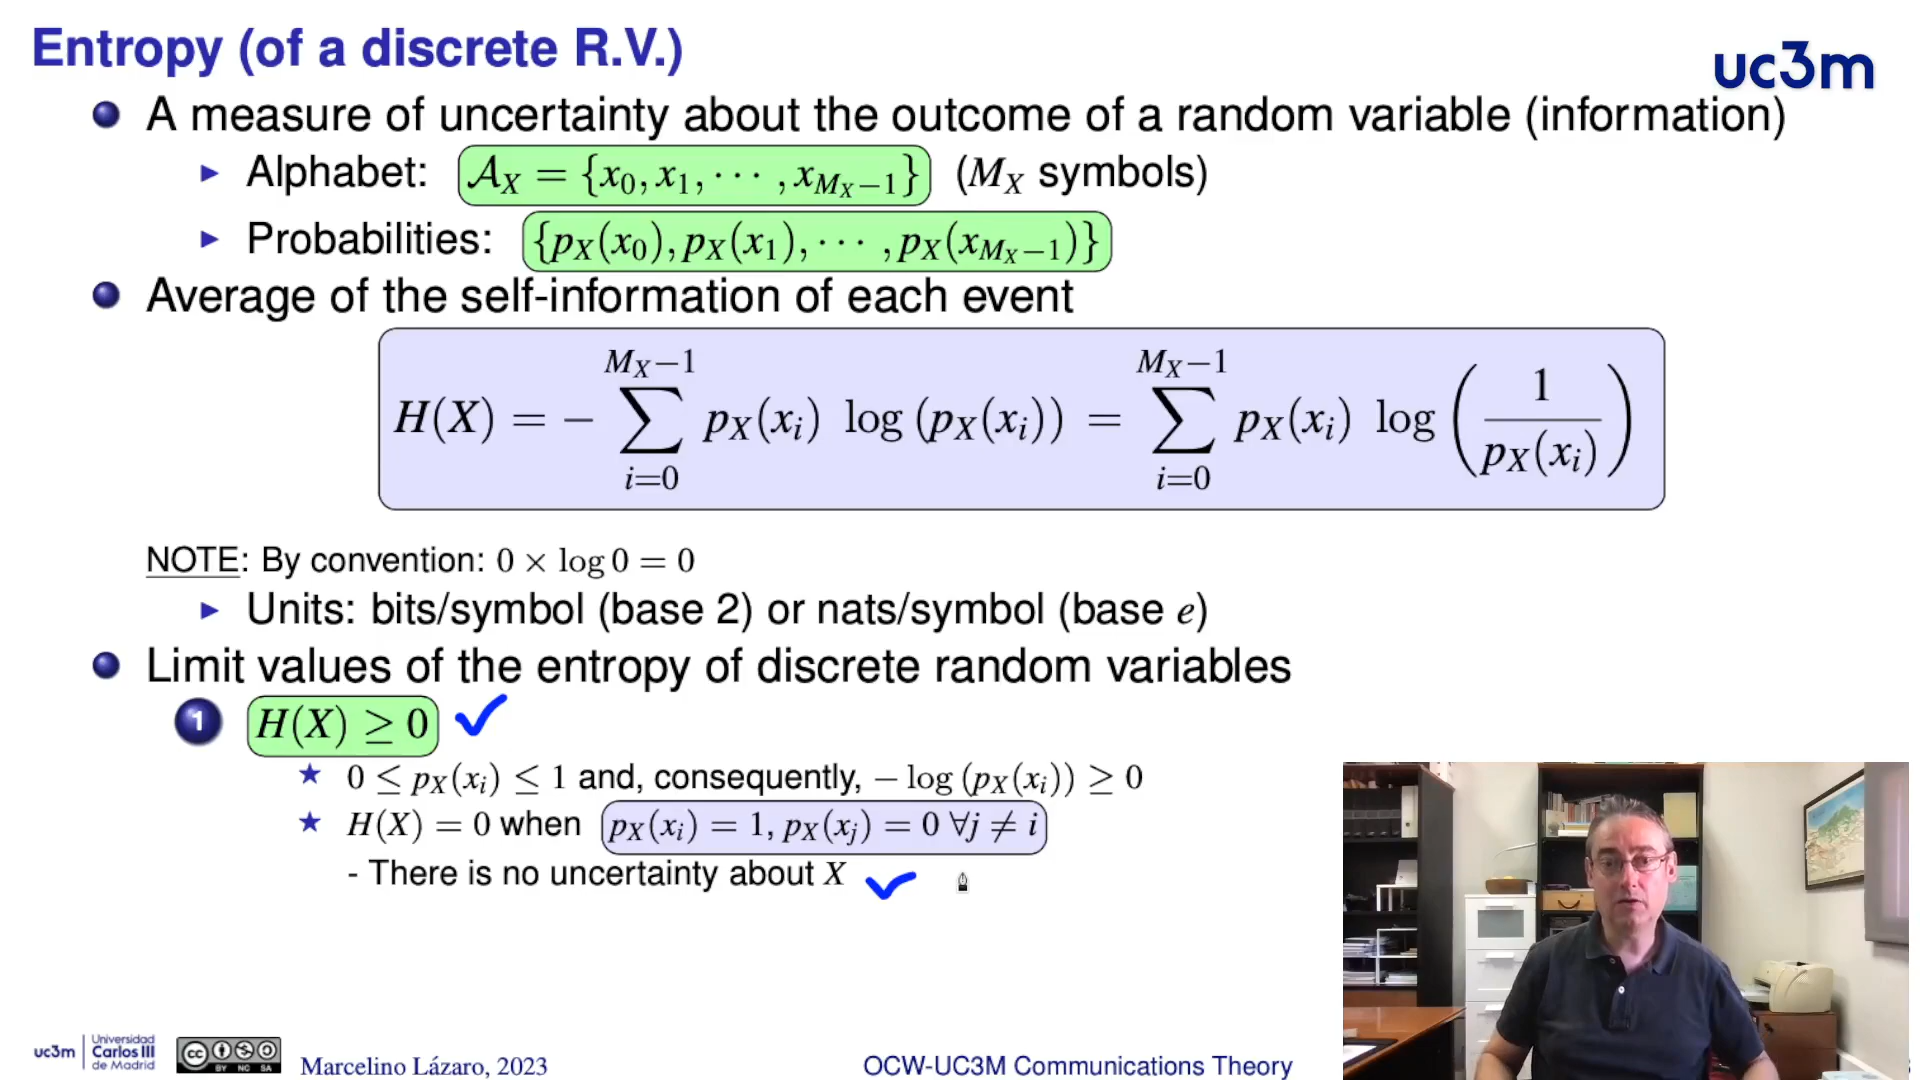 Entropy (of a discrete R.V.)
uc3m
A measure of uncertainty about the outcome of a random variable (information)
Alphabet: 𝒜_X = {x_0, x_1, ⋯ , x_{M_X−1}} (M_X symbols)
Probabilities: {p_X(x_0), p_X(x_1), ⋯ , p_X(x_{M_X−1})}
Average of the self-information of each event
H(X) = − ∑_{i=0}^{M_X−1} p_X(x_i) log (p_X(x_i)) = ∑_{i=0}^{M_X−1} p_X(x_i) log (1/p_X(x_i))
NOTE: By convention: 0 × log 0 = 0
Units: bits/symbol (base 2) or nats/symbol (base e)
Limit values of the entropy of discrete random variables
1 H(X) ≥ 0
0 ≤ p_X(x_i) ≤ 1 and, consequently, − log (p_X(x_i)) ≥ 0
H(X) = 0 when p_X(x_i) = 1, p_X(x_j) = 0 ∀j ≠ i
- There is no uncertainty about X
uc3m
Universidad
Carlos III
de Madrid
cc BY NC SA
Marcelino Lázaro, 2023
OCW-UC3M Communications Theory